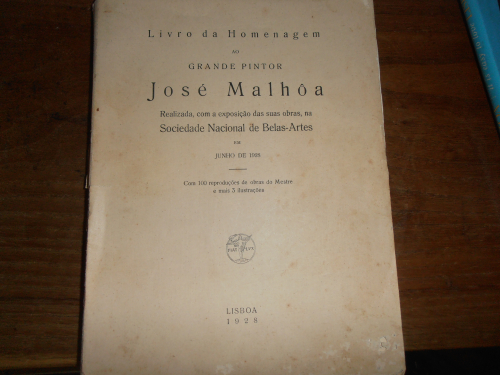 Livro da Homenagem
AO
GRANDE PINTOR
José Malhôa
Realizada, com a exposição das suas obras, na
Sociedade Nacional de Belas-Artes
EM
JUNHO DE
Com 100 reproduções de obras do Mestre
e mais 5 ilustrações
LISBOA
1928